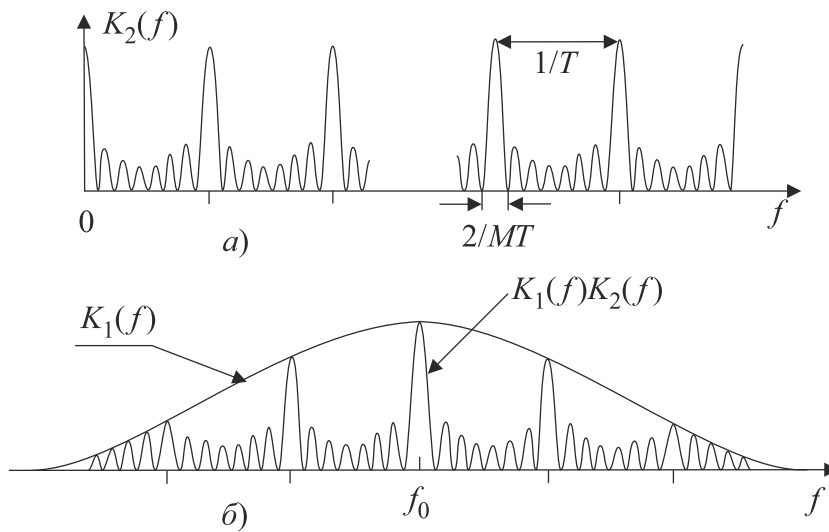 K₂(f)
1/T
0
f
2/MT
а)
K₁(f)K₂(f)
K₁(f)
f₀
f
б)